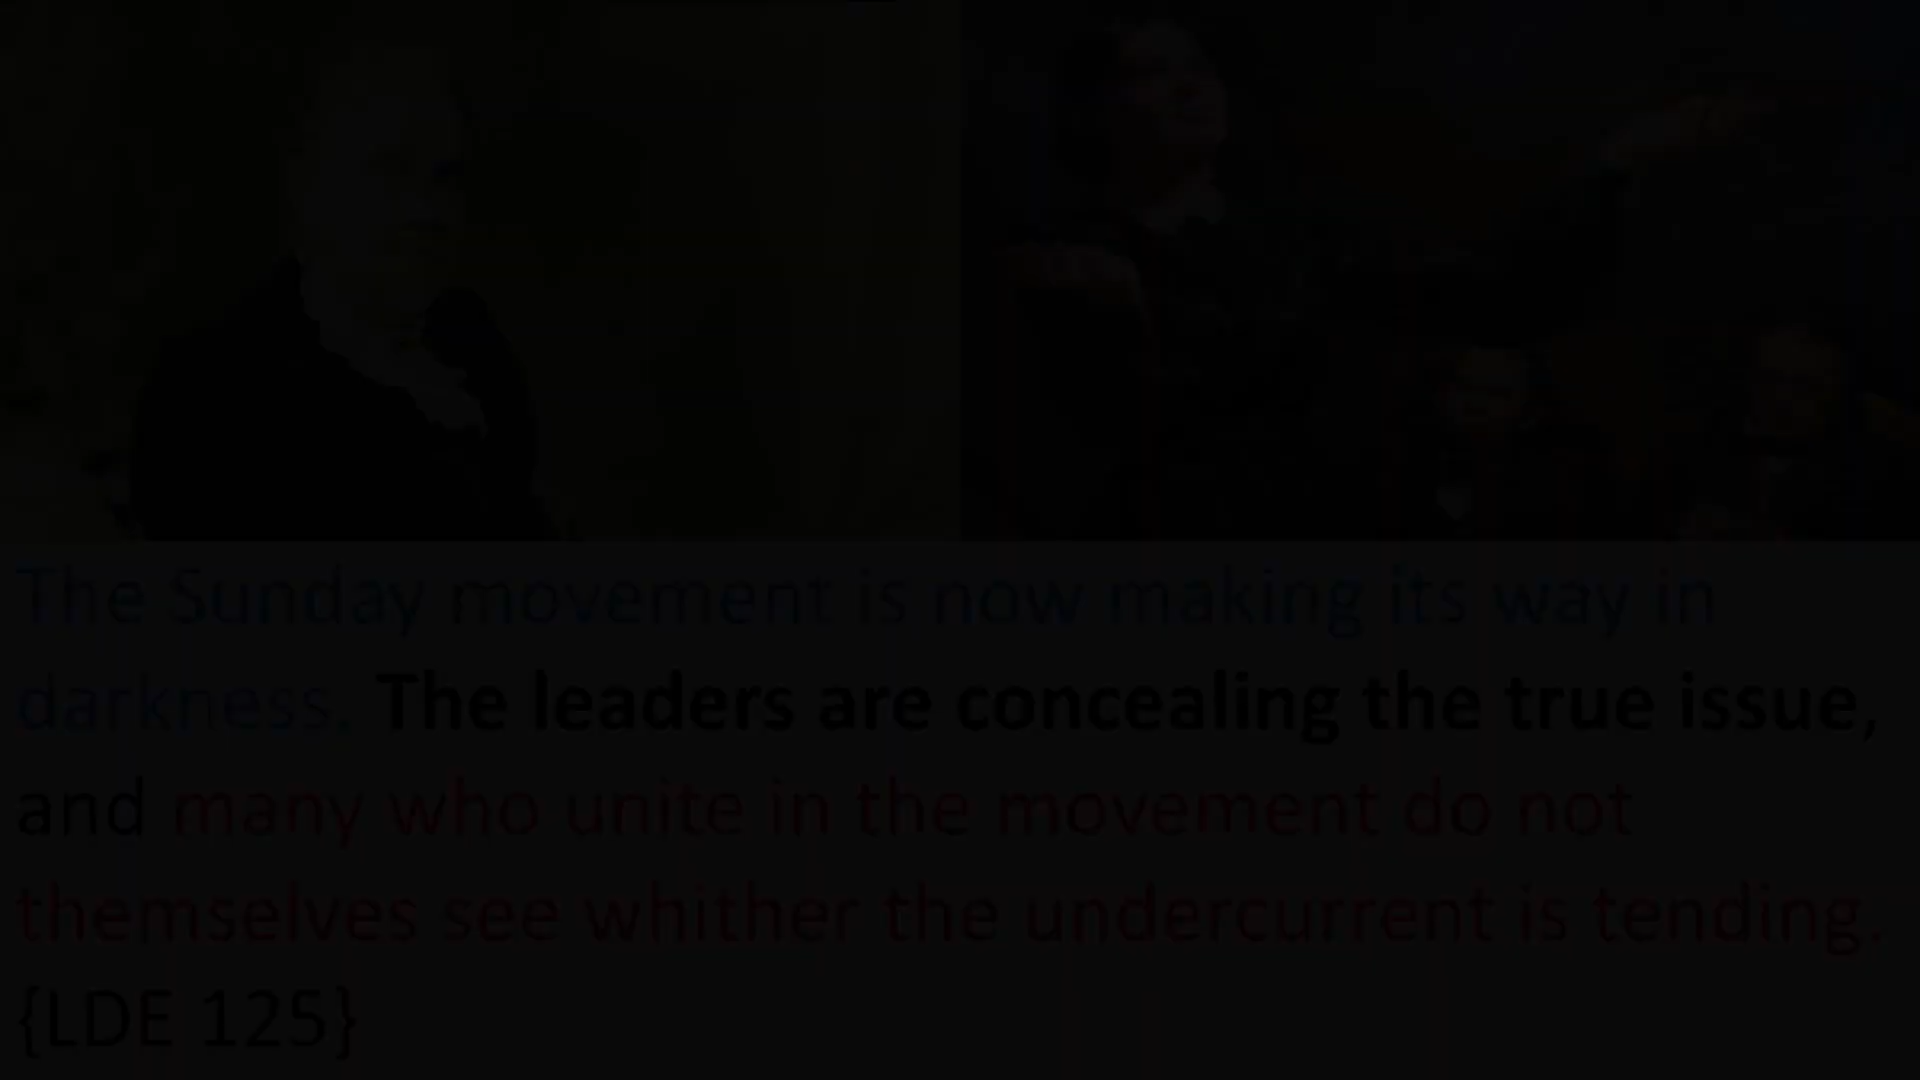 The Sunday movement is now making its way in
darkness. The leaders are concealing the true issue,
and many who unite in the movement do not
themselves see whither the undercurrent is tending.
{LDE 125}